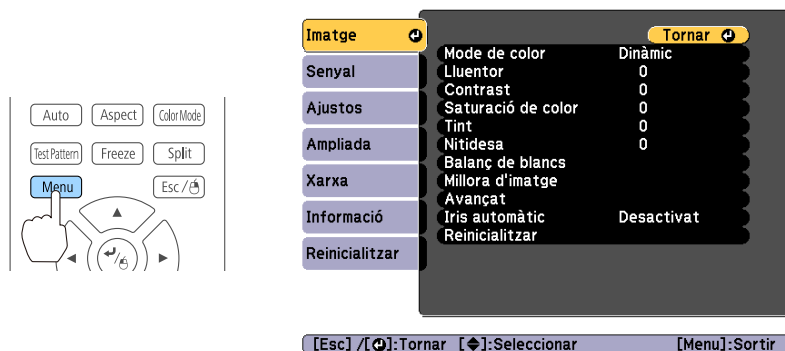 Auto Aspect Color Mode
Test Pattern Freeze Split
Menu Esc /
Imatge
Senyal
Ajustos
Ampliada
Xarxa
Informació
Reinicialitzar
Tornar
Mode de color Dinàmic
Lluentor 0
Contrast 0
Saturació de color 0
Tint 0
Nitidesa 0
Balanç de blancs
Millora d'imatge
Avançat
Iris automàtic Desactivat
Reinicialitzar
[Esc] /[ ]:Tornar [ ]:Seleccionar [Menu]:Sortir